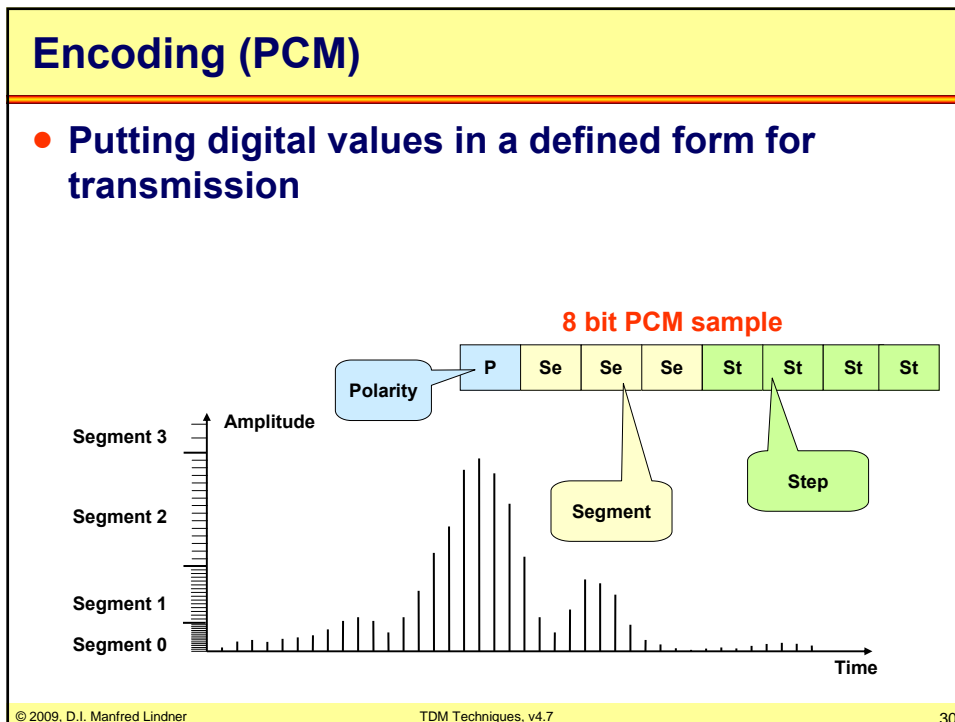 Encoding (PCM)
• Putting digital values in a defined form for
transmission
8 bit PCM sample
P Se Se Se St St St St
Polarity
Amplitude
Segment 3
Step
Segment
Segment 2
Segment 1
Segment 0
Time
© 2009, D.I. Manfred Lindner TDM Techniques, v4.7 30